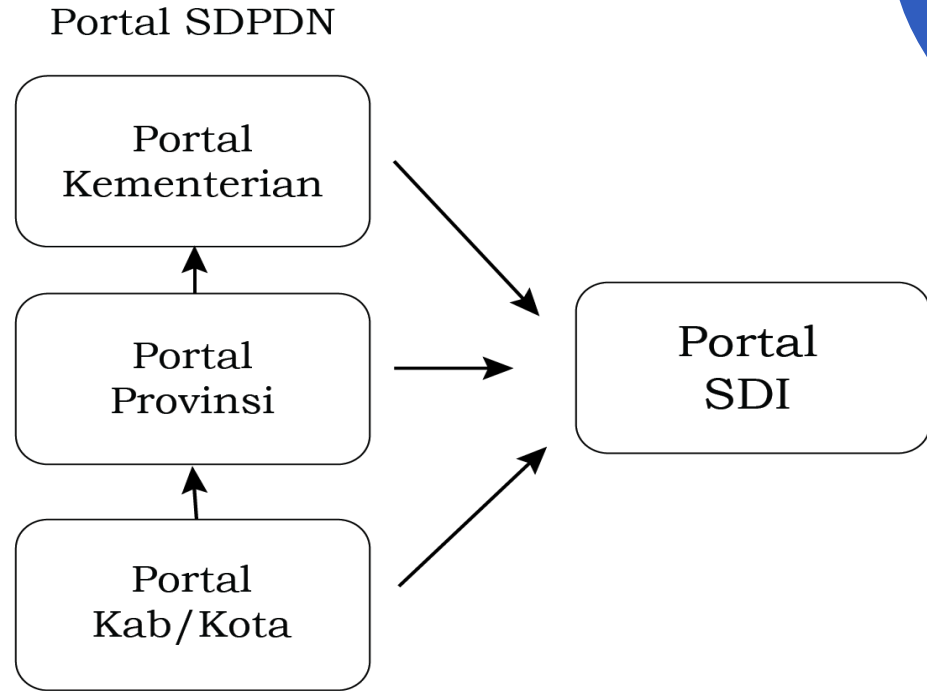 Portal SDPDN
Portal
Kementerian
Portal
Provinsi
Portal
Kab/Kota
Portal
SDI